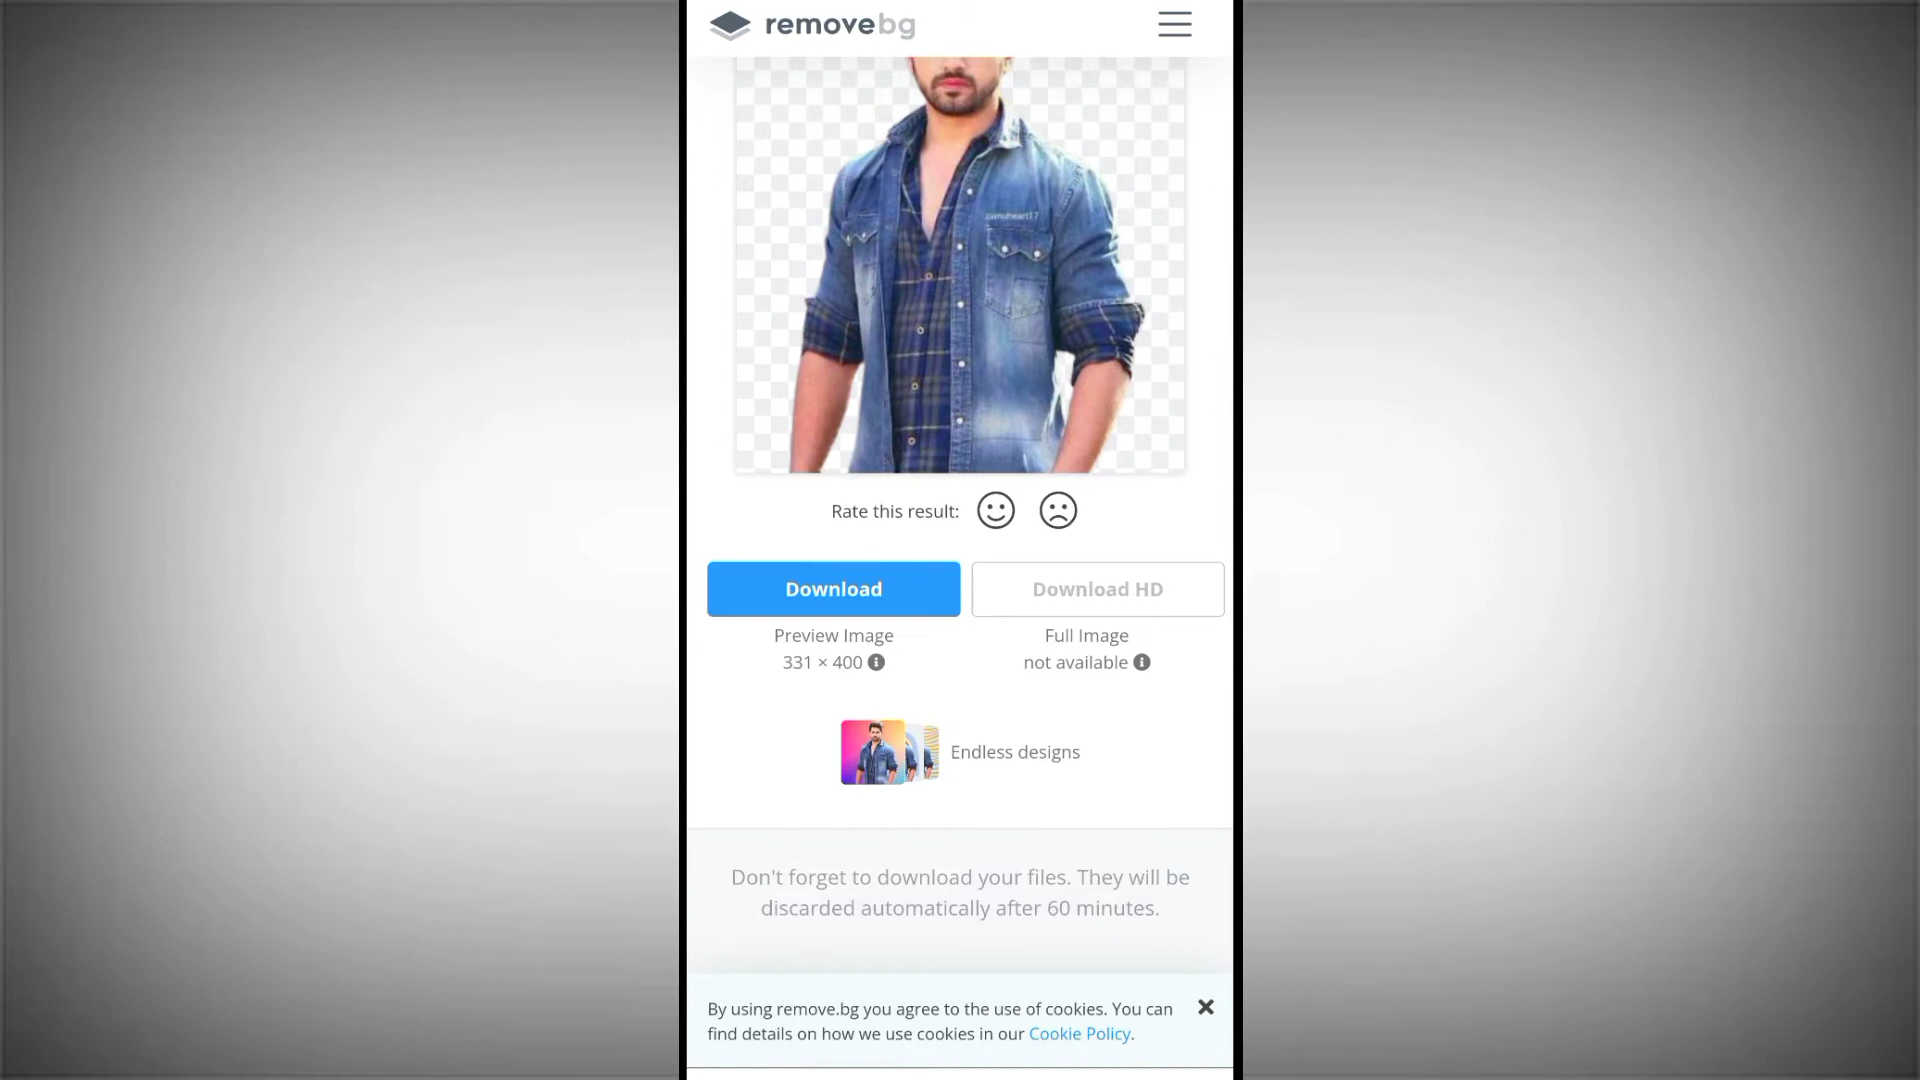 removebg
zainuheart17
Rate this result:
Download
Download HD
Preview Image
Full Image
331 × 400
not available
Endless designs
Don't forget to download your files. They will be
discarded automatically after 60 minutes.
By using remove.bg you agree to the use of cookies. You can
find details on how we use cookies in our Cookie Policy.